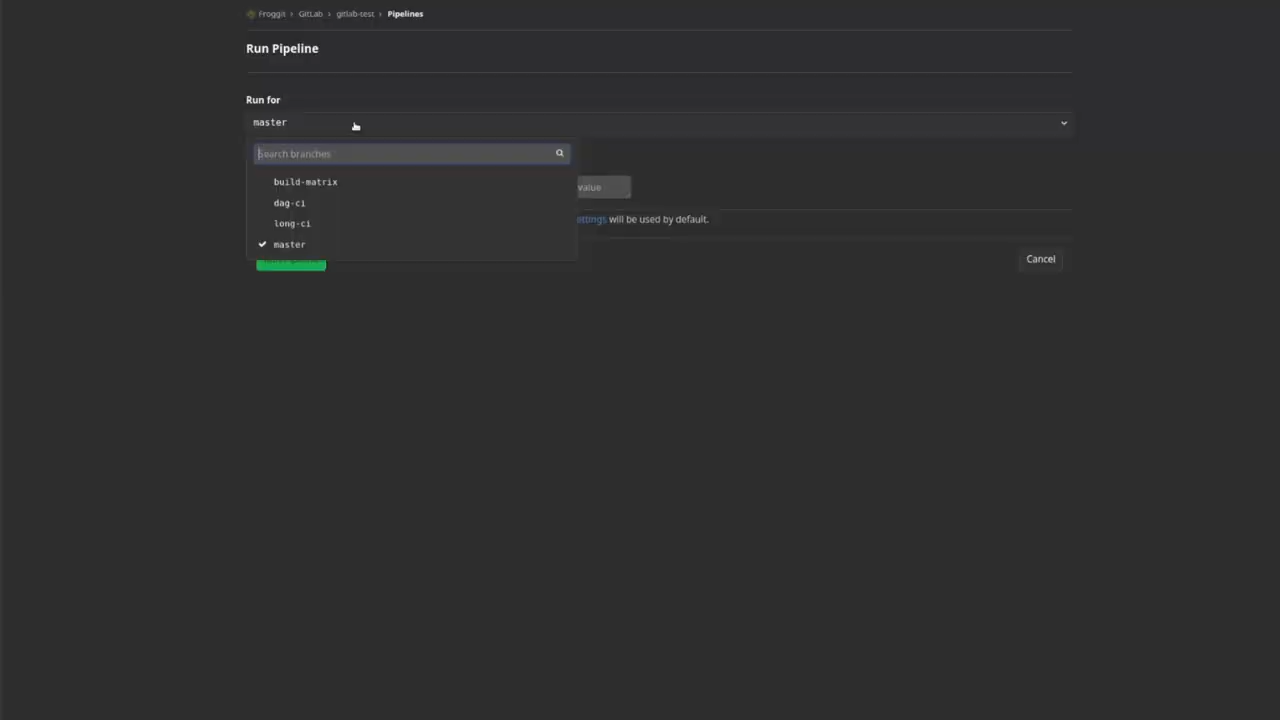 Froggit › GitLab › gitlab-test › Pipelines
Run Pipeline
Run for
master
Search branches
build-matrix
value
dag-ci
ettings will be used by default.
long-ci
master
Cancel